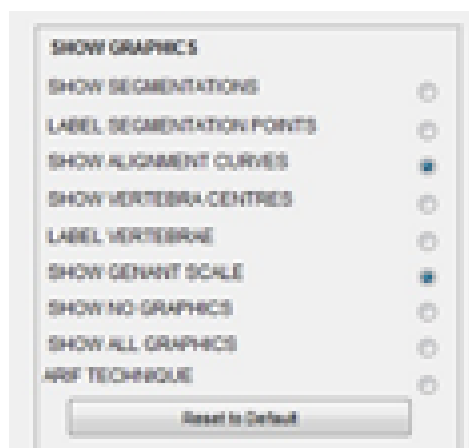 SHOW GRAPHICS
SHOW SEGMENTATIONS
LABEL SEGMENTATION POINTS
SHOW ALIGNMENT CURVES
SHOW VERTEBRA CENTRES
LABEL VERTEBRAE
SHOW GENANT SCALE
SHOW NO GRAPHICS
SHOW ALL GRAPHICS
ARIF TECHNIQUE
Reset to Default